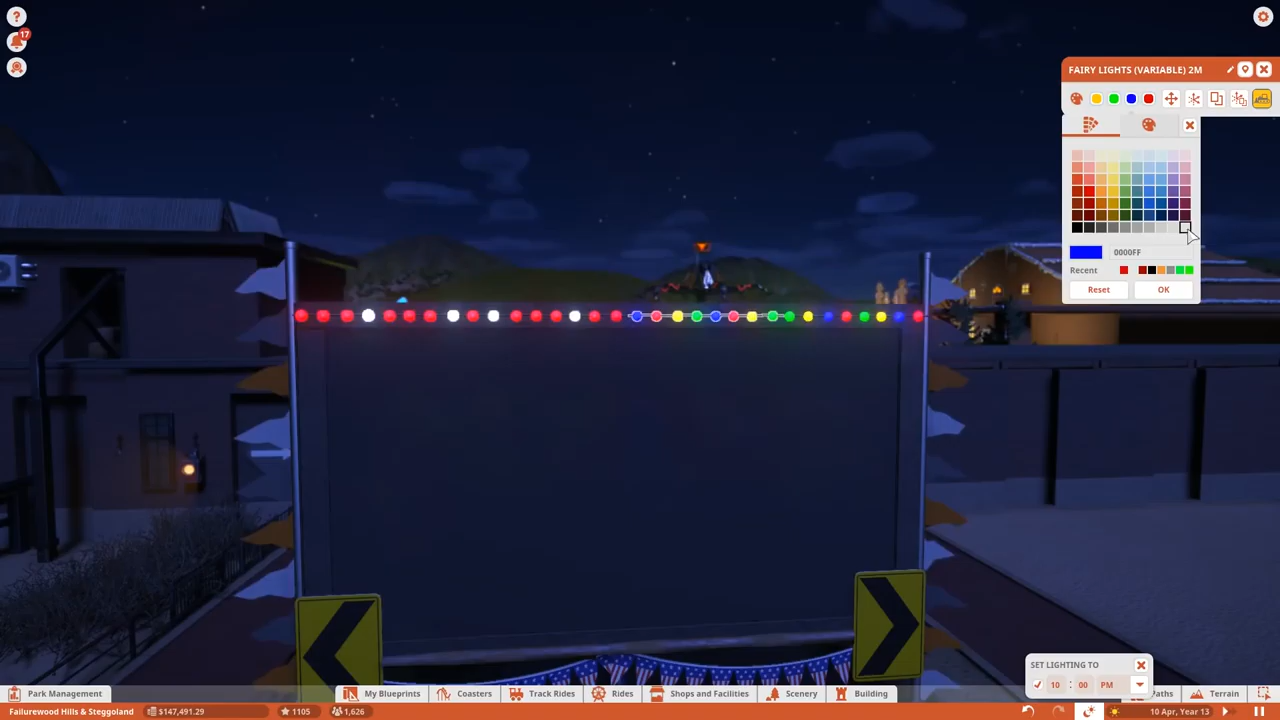 ?
17
FAIRY LIGHTS (VARIABLE) 2M
0000FF
Recent
Reset OK
SET LIGHTING TO
10 : 00 PM
Park Management My Blueprints Coasters Track Rides Rides Shops and Facilities Scenery Building Paths Terrain
Failurewood Hills & Steggoland $147,491.29 1105 1,626 10 Apr, Year 13